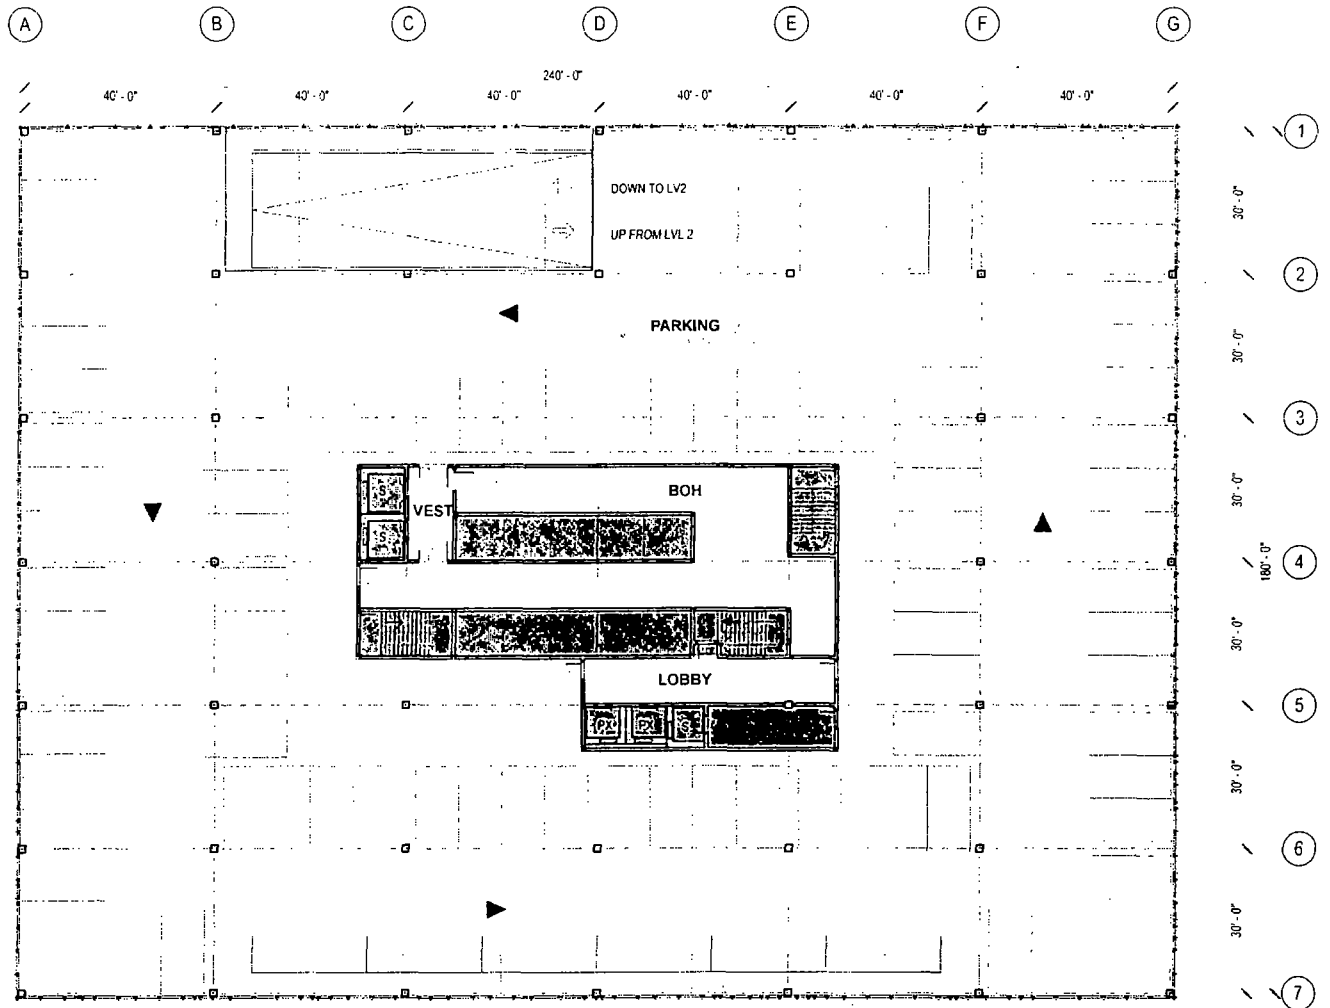 A B C D E F G
240' - 0"
40' - 0" 40' - 0" 40' - 0" 40' - 0" 40' - 0" 40' - 0"
1
DOWN TO LV2
30' - 0"
UP FROM LVL 2
2
PARKING
30' - 0"
3
S
BOH
30' - 0"
VEST
S
4
180' - 0"
30' - 0"
LOBBY
5
PX PX S
30' - 0"
6
30' - 0"
7